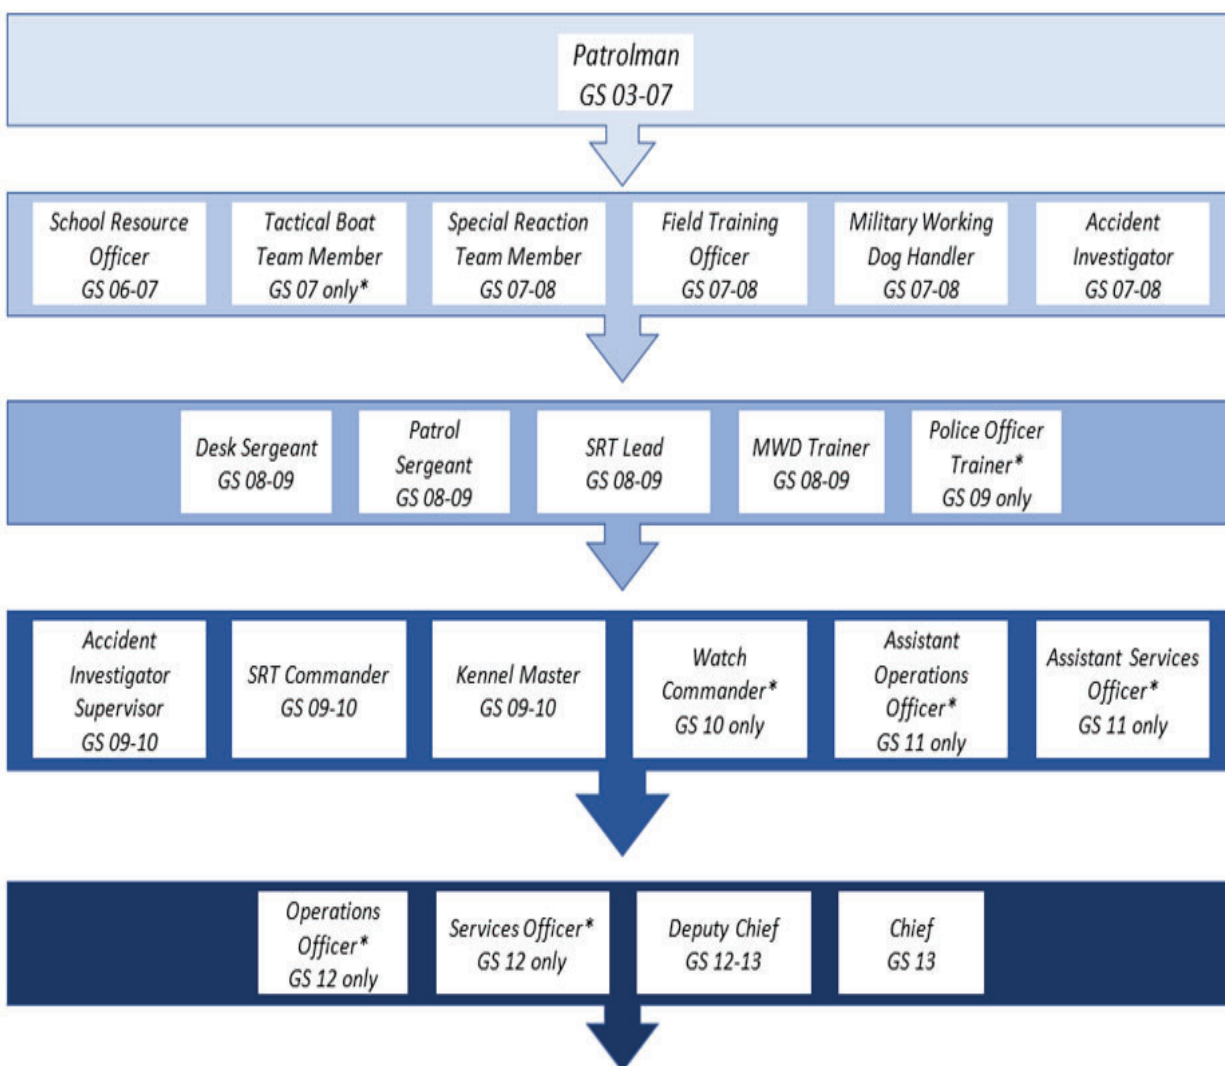 Patrolman
GS 03-07
School Resource
Officer
GS 06-07
Tactical Boat
Team Member
GS 07 only*
Special Reaction
Team Member
GS 07-08
Field Training
Officer
GS 07-08
Military Working
Dog Handler
GS 07-08
Accident
Investigator
GS 07-08
Desk Sergeant
GS 08-09
Patrol
Sergeant
GS 08-09
SRT Lead
GS 08-09
MWD Trainer
GS 08-09
Police Officer
Trainer*
GS 09 only
Accident
Investigator
Supervisor
GS 09-10
SRT Commander
GS 09-10
Kennel Master
GS 09-10
Watch
Commander*
GS 10 only
Assistant
Operations
Officer*
GS 11 only
Assistant Services
Officer*
GS 11 only
Operations
Officer*
GS 12 only
Services Officer*
GS 12 only
Deputy Chief
GS 12-13
Chief
GS 13